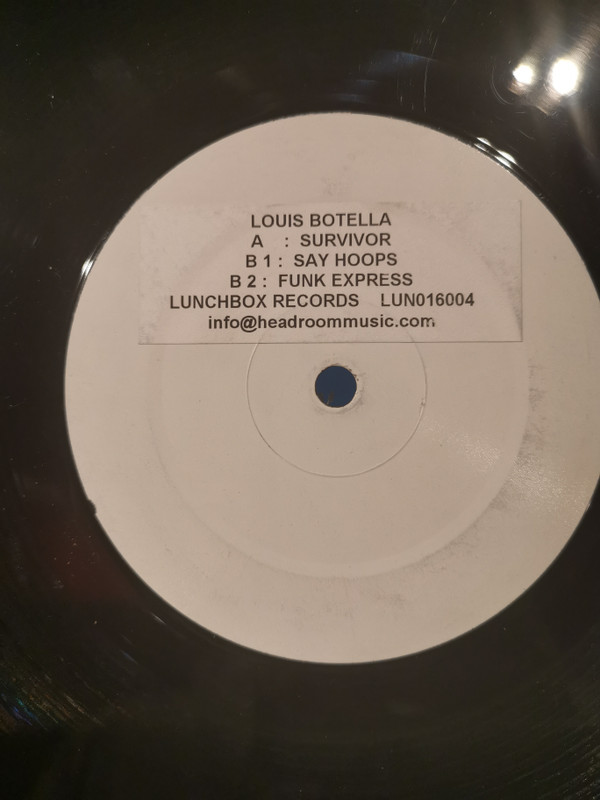 LOUIS BOTELLA
A : SURVIVOR
B 1 : SAY HOOPS
B 2 : FUNK EXPRESS
LUNCHBOX RECORDS LUN016004
info@headroommusic.com